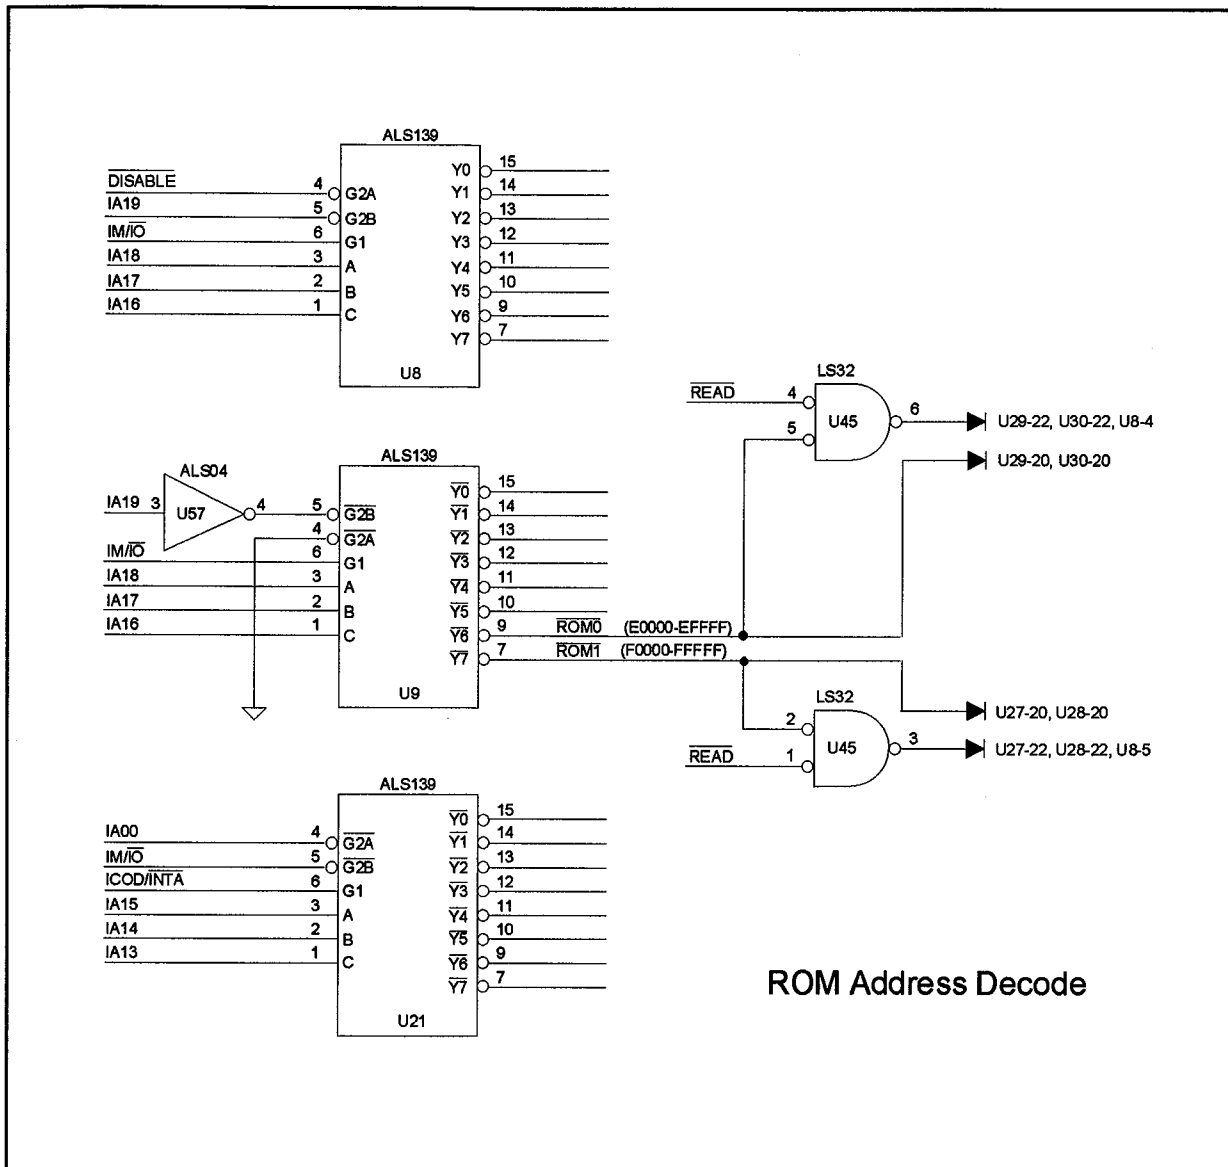 ALS139
DISABLE 4 G2A Y0 15
IA19 5 G2B Y1 14
IM/IO 6 G1 Y2 13
IA18 3 A Y3 12
IA17 2 B Y4 11
IA16 1 C Y5 10
Y6 9
Y7 7
U8
ALS139
ALS04
IA19 3 U57 4 5 G2B Y0 15
4 G2A Y1 14
IM/IO 6 G1 Y2 13
IA18 3 A Y3 12
IA17 2 B Y4 11
IA16 1 C Y5 10
Y6 9 ROM0 (E0000-EFFFF)
Y7 7 ROM1 (F0000-FFFFF)
U9
LS32
READ 4 U45 6 U29-22, U30-22, U8-4
5
U29-20, U30-20
LS32
U27-20, U28-20
2 U45 3 U27-22, U28-22, U8-5
READ 1
ALS139
IA00 4 G2A Y0 15
IM/IO 5 G2B Y1 14
ICOD/INTA 6 G1 Y2 13
IA15 3 A Y3 12
IA14 2 B Y4 11
IA13 1 C Y5 10
Y6 9
Y7 7
U21
ROM Address Decode